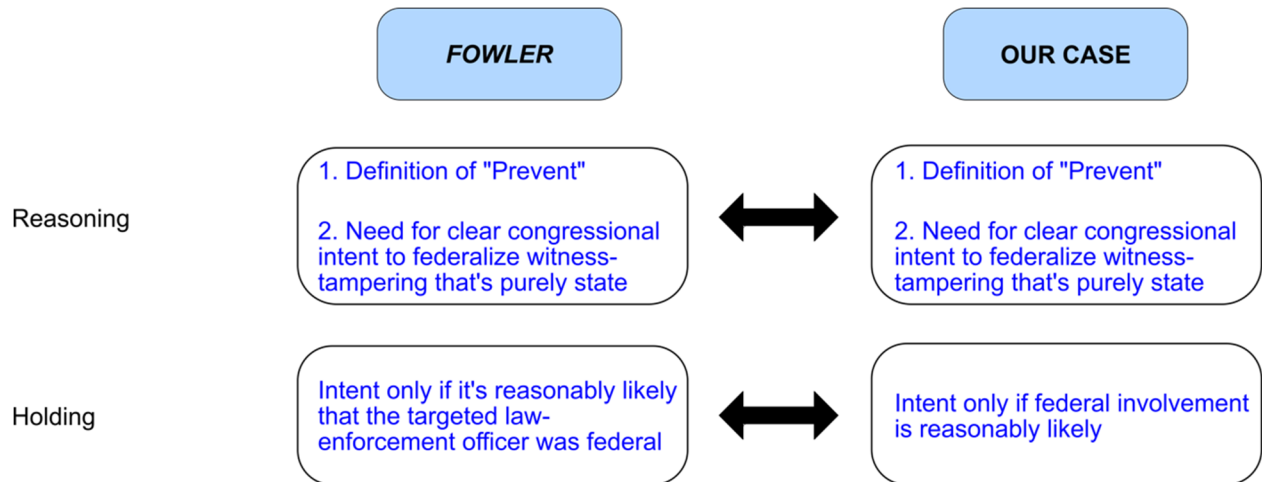 FOWLER
OUR CASE
Reasoning
1. Definition of "Prevent"
2. Need for clear congressional
intent to federalize witness-
tampering that's purely state
1. Definition of "Prevent"
2. Need for clear congressional
intent to federalize witness-
tampering that's purely state
Holding
Intent only if it's reasonably likely
that the targeted law-
enforcement officer was federal
Intent only if federal involvement
is reasonably likely